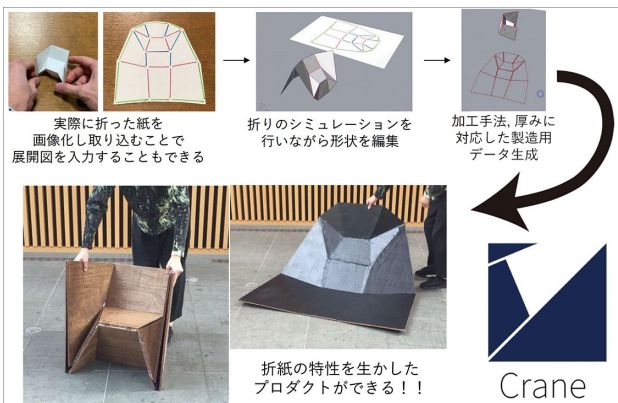 実際に折った紙を
画像化し取り込むことで
展開図を入力することもできる
折りのシミュレーションを
行いながら形状を編集
加工手法, 厚みに
対応した製造用
データ生成
折紙の特性を生かした
プロダクトができる！！
Crane